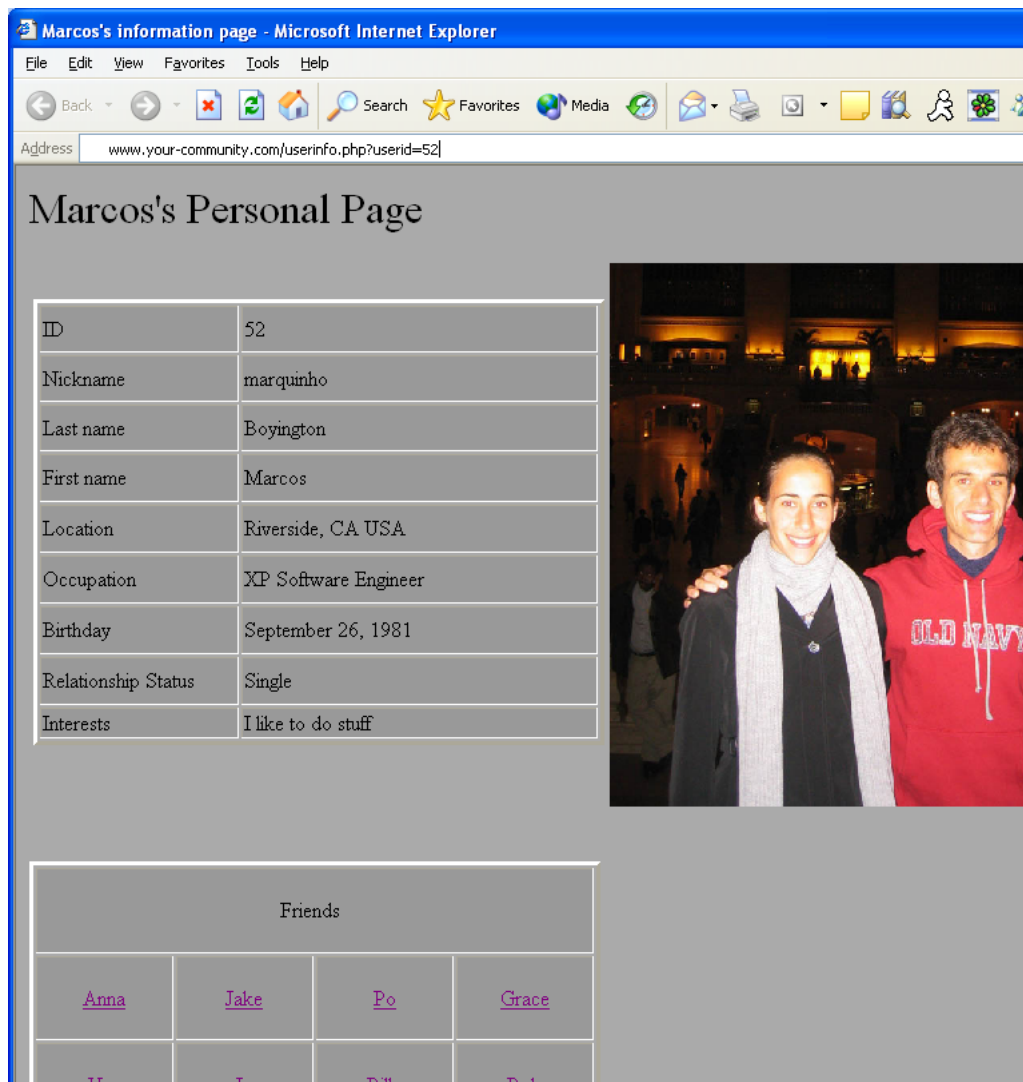 Marcos's information page - Microsoft Internet Explorer
File Edit View Favorites Tools Help
Back Search Favorites Media
Address www.your-community.com/userinfo.php?userid=52
Marcos's Personal Page
ID 52
Nickname marquinho
Last name Boyington
First name Marcos
Location Riverside, CA USA
Occupation XP Software Engineer
Birthday September 26, 1981
Relationship Status Single
Interests I like to do stuff
OLD NAVY
Friends
Anna Jake Po Grace